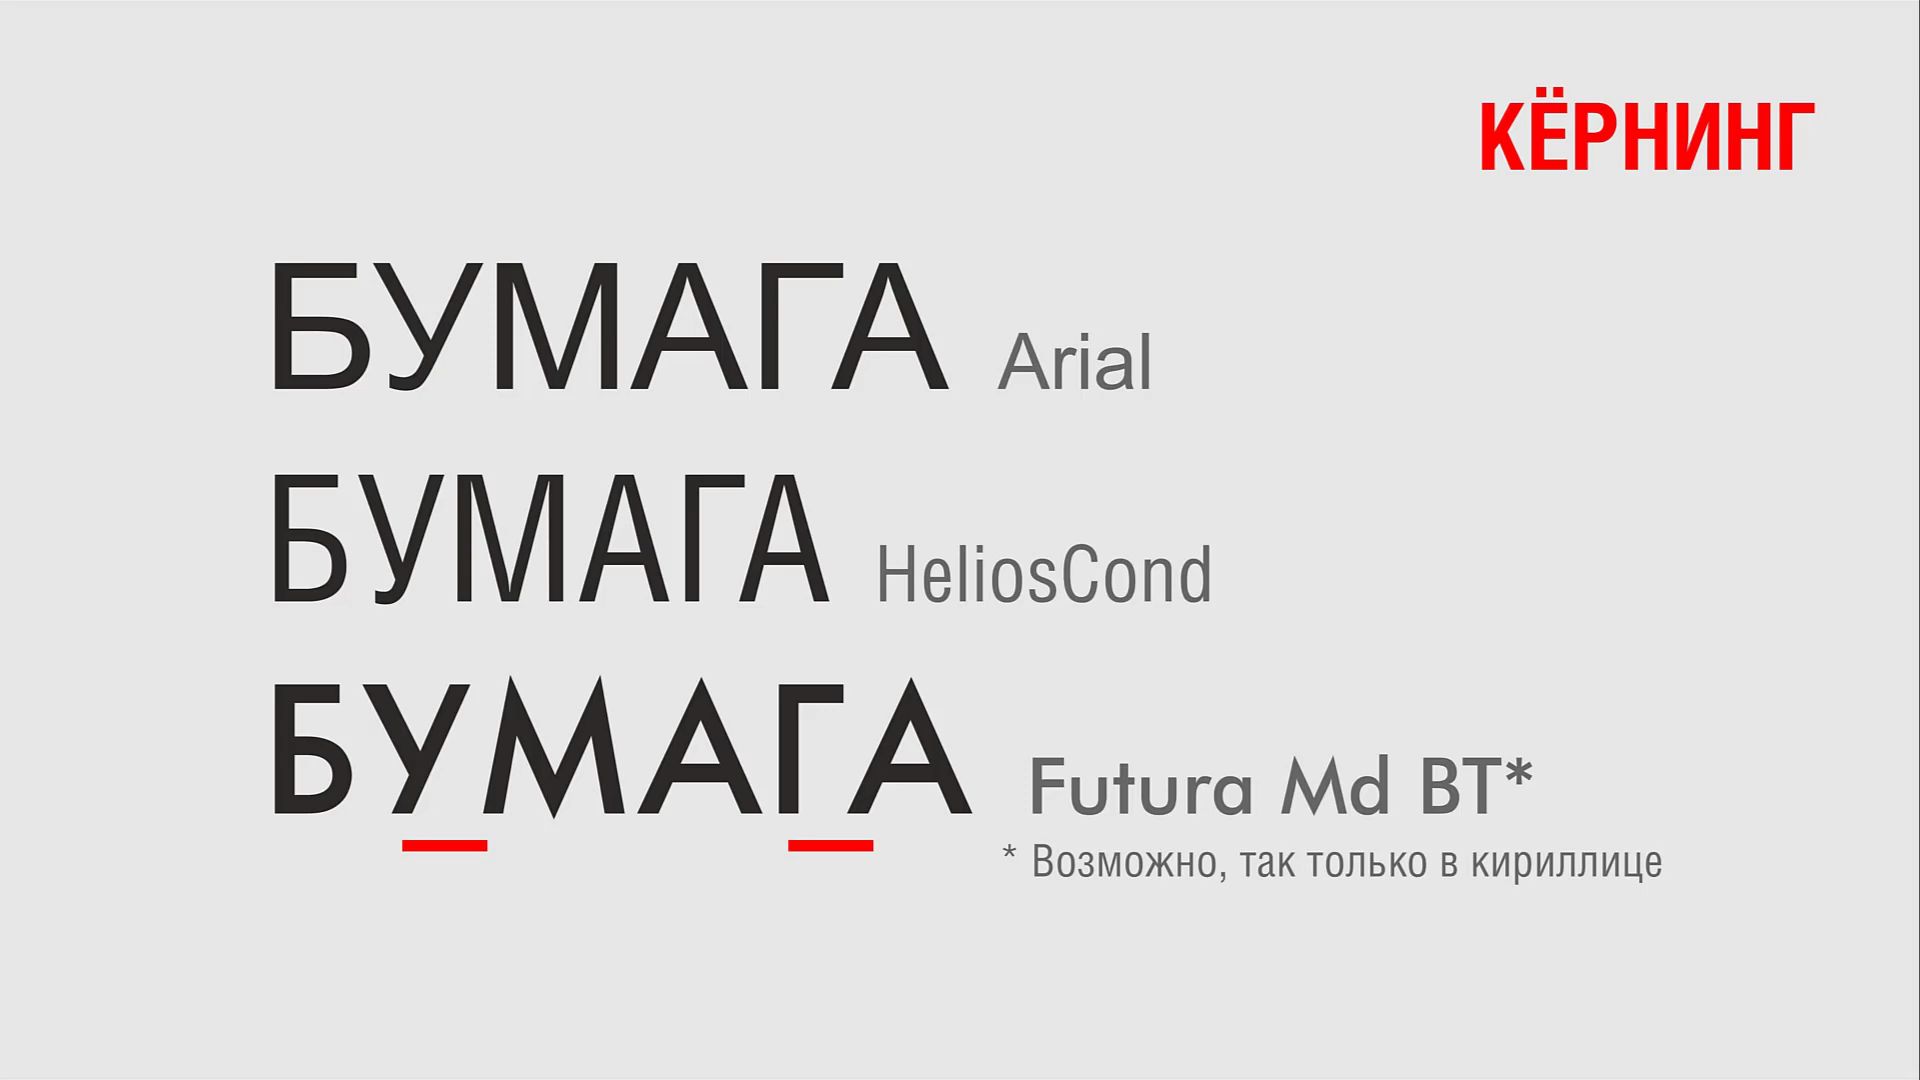 КЁРНИНГ
БУМАГА Arial
БУМАГА HeliosCond
БУМАГА Futura Md BT*
* Возможно, так только в кириллице